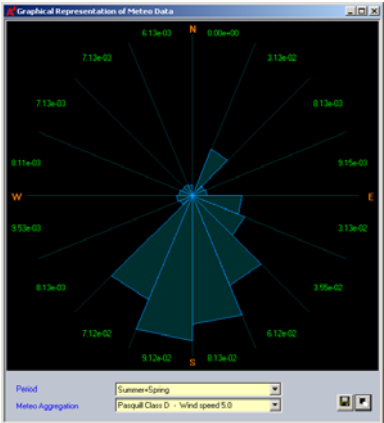 Graphical Representation of Meteo Data
N
6.13e-03 0.00e+00
7.13e-03 3.13e-02
7.13e-03 8.13e-03
8.11e-03 9.15e-03
W E
9.53e-03 3.13e-02
8.13e-03 3.55e-02
7.12e-02 6.12e-02
9.12e-02 8.13e-02
S
Period Summer+Spring
Meteo Aggregation Pasquill Class D - Wind speed 5.0